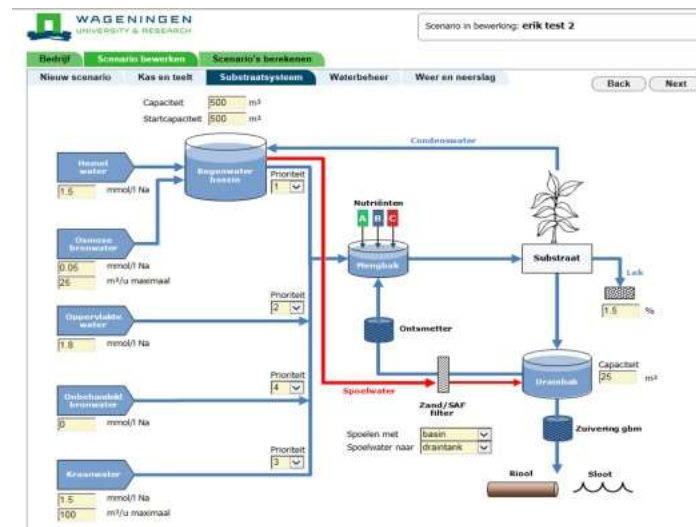 WAGENINGEN
UNIVERSITY & RESEARCH
Scenario in bewerking: erik test 2
Bedrijf Scenario bewerken Scenario's berekenen
Nieuw scenario Kas en teelt Substraatsysteem Waterbeheer Weer en neerslag
Back Next
Capaciteit 500 m³
Startcapaciteit 500 m³
Condenswater
Hemel
water
1.5 mmol/l Na
Regenwater
bassin
Prioriteit
1
Nutriënten
A B C
Osmose
bronwater
0.05 mmol/l Na
26 m³/u maximaal
Mengbak
Substraat
Lek
1.5 %
Prioriteit
2
Oppervlakte
water
1.8 mmol/l Na
Ontsmetter
Prioriteit
4
Onbehandeld
bronwater
0 mmol/l Na
Spoelwater
Zand/SAF
filter
Drainbak
Capaciteit
25 m³
Spoelen met basin
Spoelwater naar draintank
Zuivering gbm
Prioriteit
3
Kraanwater
1.5 mmol/l Na
100 m³/u maximaal
Riool
Sloot